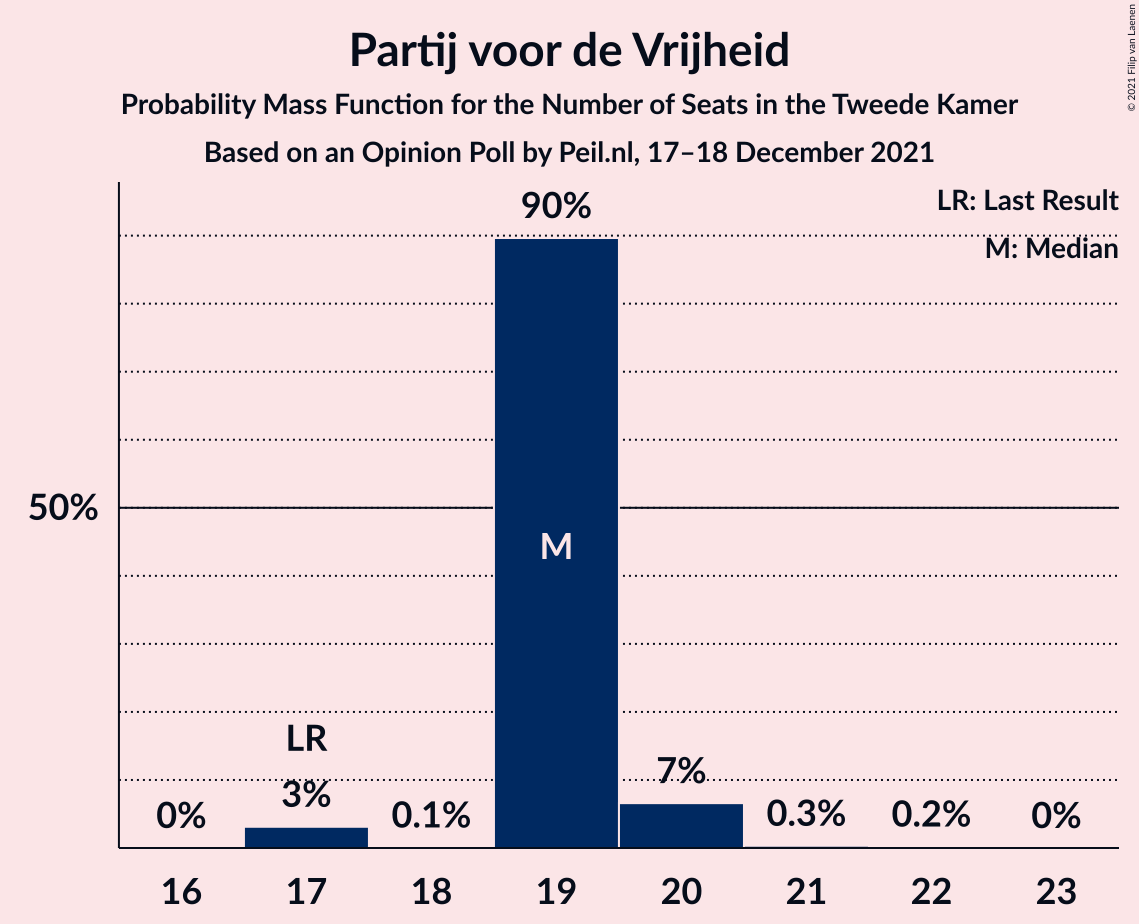 Partij voor de Vrijheid
Probability Mass Function for the Number of Seats in the Tweede Kamer
Based on an Opinion Poll by Peil.nl, 17–18 December 2021
© 2021 Filip van Laenen
LR: Last Result
M: Median
90%
50%
M
LR
0%
3%
0.1%
7%
0.3%
0.2%
0%
16 17 18 19 20 21 22 23